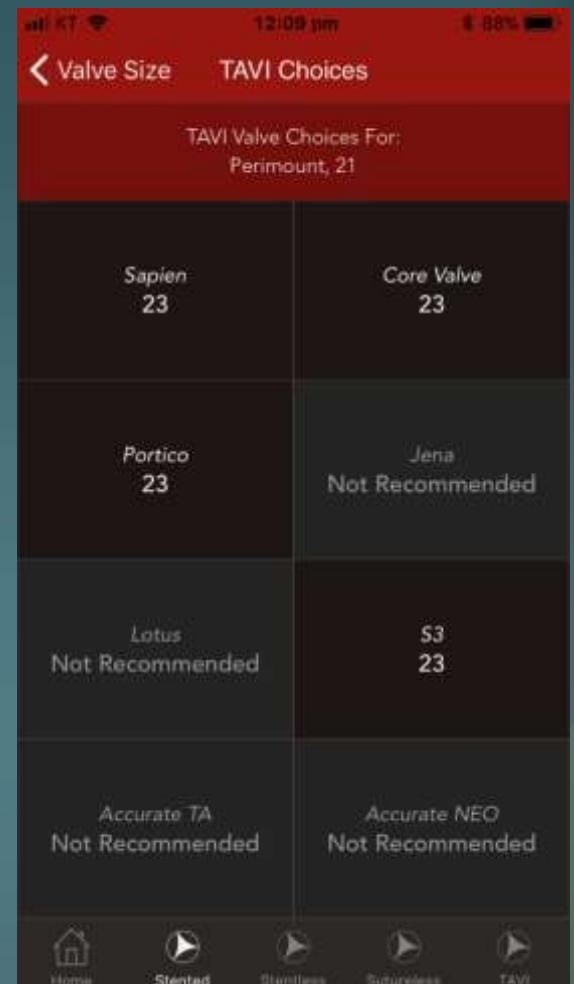 KT 12:09 pm 88%
Valve Size TAVI Choices
TAVI Valve Choices For:
Perimount, 21
Sapien
23
Core Valve
23
Portico
23
Jena
Not Recommended
Lotus
Not Recommended
S3
23
Accurate TA
Not Recommended
Accurate NEO
Not Recommended
Home Stented Stentless Sutureless TAVI